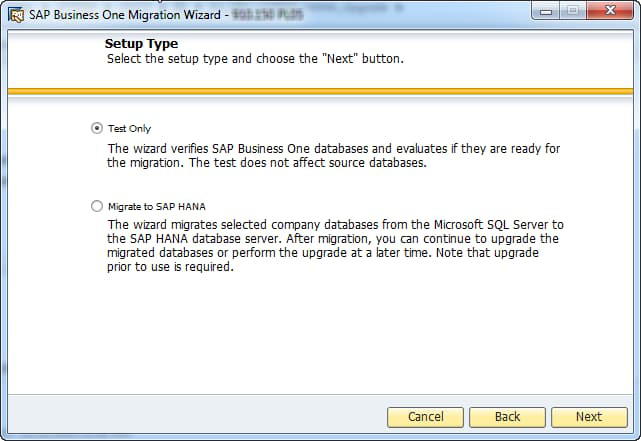 SAP Business One Migration Wizard -
Setup Type
Select the setup type and choose the "Next" button.
Test Only
The wizard verifies SAP Business One databases and evaluates if they are ready for
the migration. The test does not affect source databases.
Migrate to SAP HANA
The wizard migrates selected company databases from the Microsoft SQL Server to
the SAP HANA database server. After migration, you can continue to upgrade the
migrated databases or perform the upgrade at a later time. Note that upgrade
prior to use is required.
Cancel
Back
Next